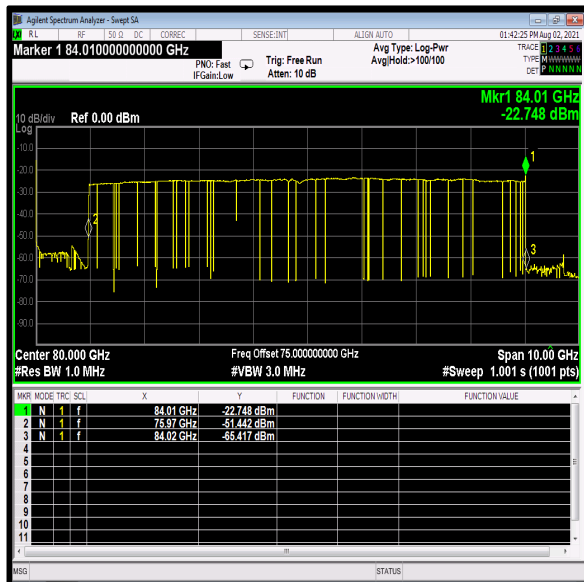 Agilent Spectrum Analyzer - Swept SA
RL RF 50 Ω DC CORREC SENSE:INT ALIGN AUTO 01:42:25 PM Aug 02, 2021
Marker 1 84.010000000000 GHz
PNO: Fast
IFGain:Low
Trig: Free Run
Atten: 10 dB
Avg Type: Log-Pwr
Avg|Hold:>100/100
TRACE 1 2 3 4 5 6
TYPE M WWWWW
DET P N N N N N
Mkr1 84.01 GHz
-22.748 dBm
10 dB/div Ref 0.00 dBm
Log
-10.0
-20.0
-30.0
-40.0
-50.0
-60.0
-70.0
-80.0
-90.0
1
2
3
Center 80.000 GHz Freq Offset 75.000000000 GHz Span 10.00 GHz
#Res BW 1.0 MHz #VBW 3.0 MHz #Sweep 1.001 s (1001 pts)
MKR MODE TRC SCL X Y FUNCTION FUNCTION WIDTH FUNCTION VALUE
1 N 1 f 84.01 GHz -22.748 dBm
2 N 1 f 75.97 GHz -51.442 dBm
3 N 1 f 84.02 GHz -65.417 dBm
4
5
6
7
8
9
10
11
MSG STATUS